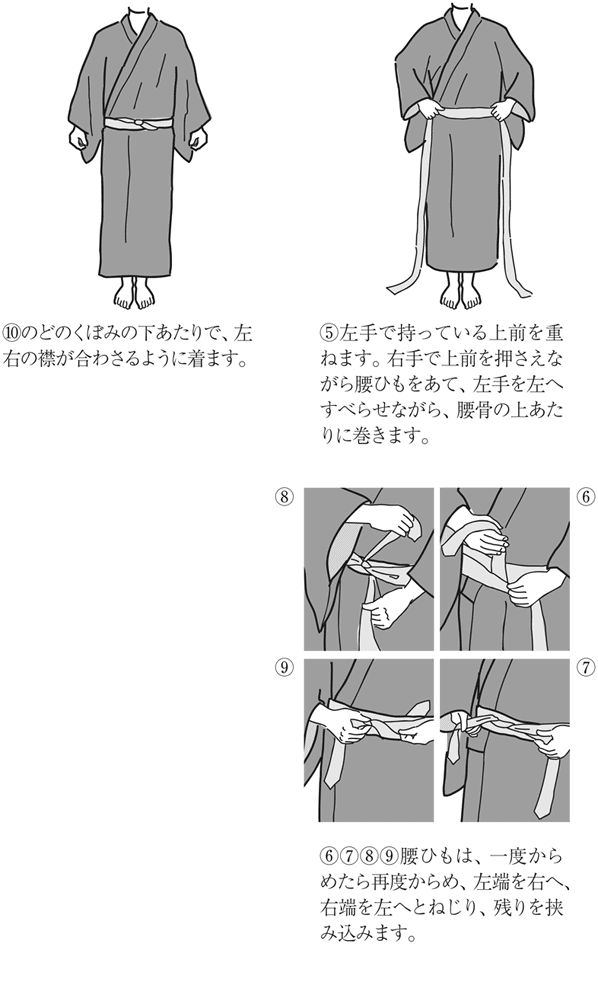 ⑤左手で持っている上前を重
ねます。右手で上前を押さえな
がら腰ひもをあて、左手を左へ
すべらせながら、腰骨の上あた
りに巻きます。
⑥
⑦
⑧
⑨
⑥⑦⑧⑨腰ひもは、一度から
めたら再度からめ、左端を右へ、
右端を左へとねじり、残りを挟
み込みます。
⑩のどのくぼみの下あたりで、左
右の襟が合わさるように着ます。